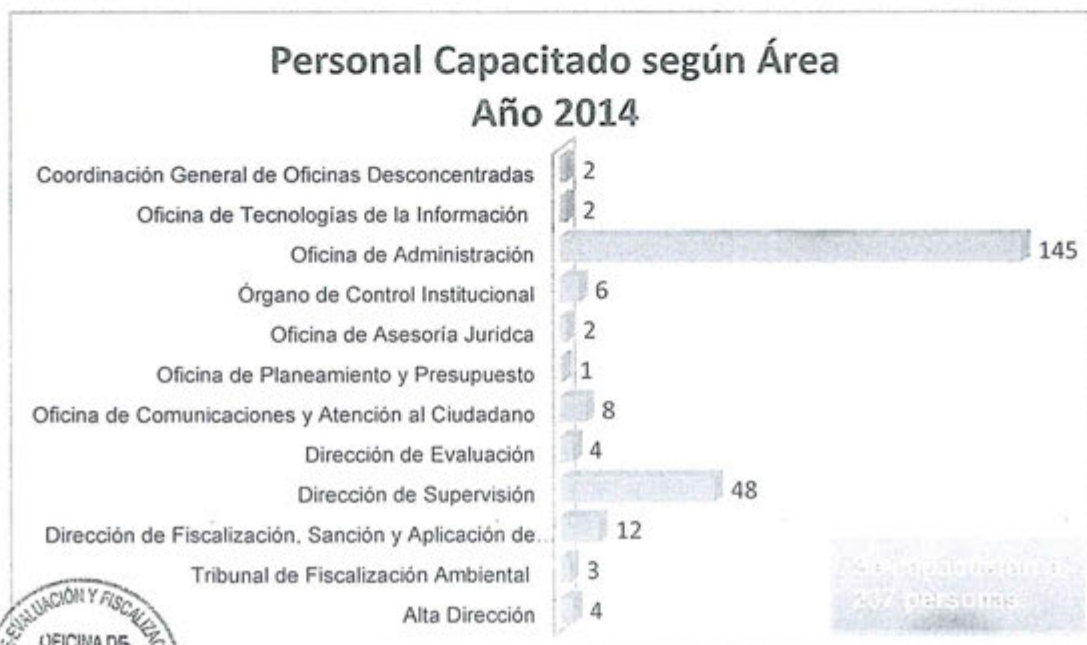 Personal Capacitado según Área
Año 2014
Coordinación General de Oficinas Desconcentradas 2
Oficina de Tecnologías de la Información 2
Oficina de Administración 145
Órgano de Control Institucional 6
Oficina de Asesoría Juridca 2
Oficina de Planeamiento y Presupuesto 1
Oficina de Comunicaciones y Atención al Ciudadano 8
Dirección de Evaluación 4
Dirección de Supervisión 48
Dirección de Fiscalización, Sanción y Aplicación de... 12
Tribunal de Fiscalización Ambiental 3
Alta Dirección 4
237 personas
EVALUACIÓN Y
OFICINA DE